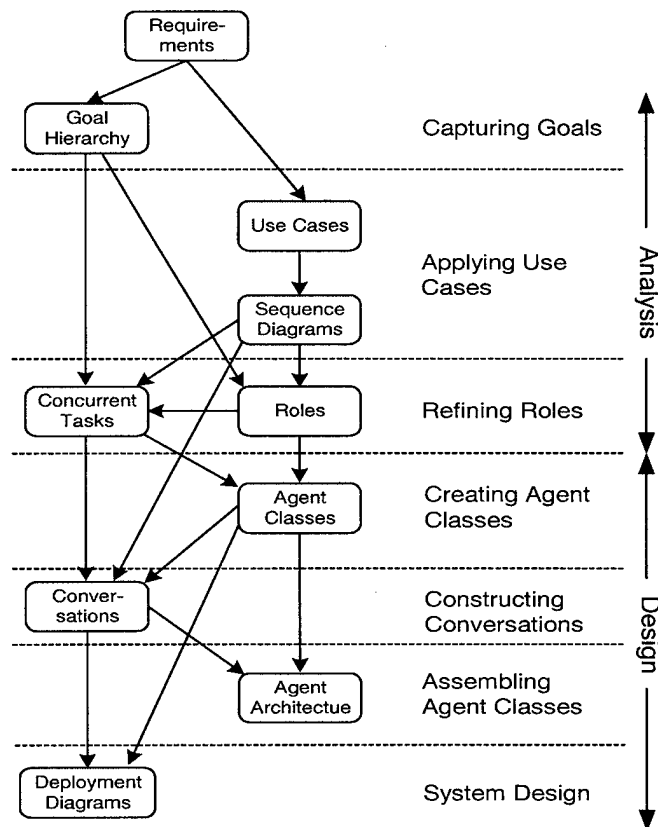 Require-
ments
Goal
Hierarchy
Capturing Goals
Use Cases
Applying Use
Cases
Sequence
Diagrams
Analysis
Concurrent
Tasks
Roles
Refining Roles
Agent
Classes
Creating Agent
Classes
Conver-
sations
Constructing
Conversations
Design
Agent
Architectue
Assembling
Agent Classes
Deployment
Diagrams
System Design